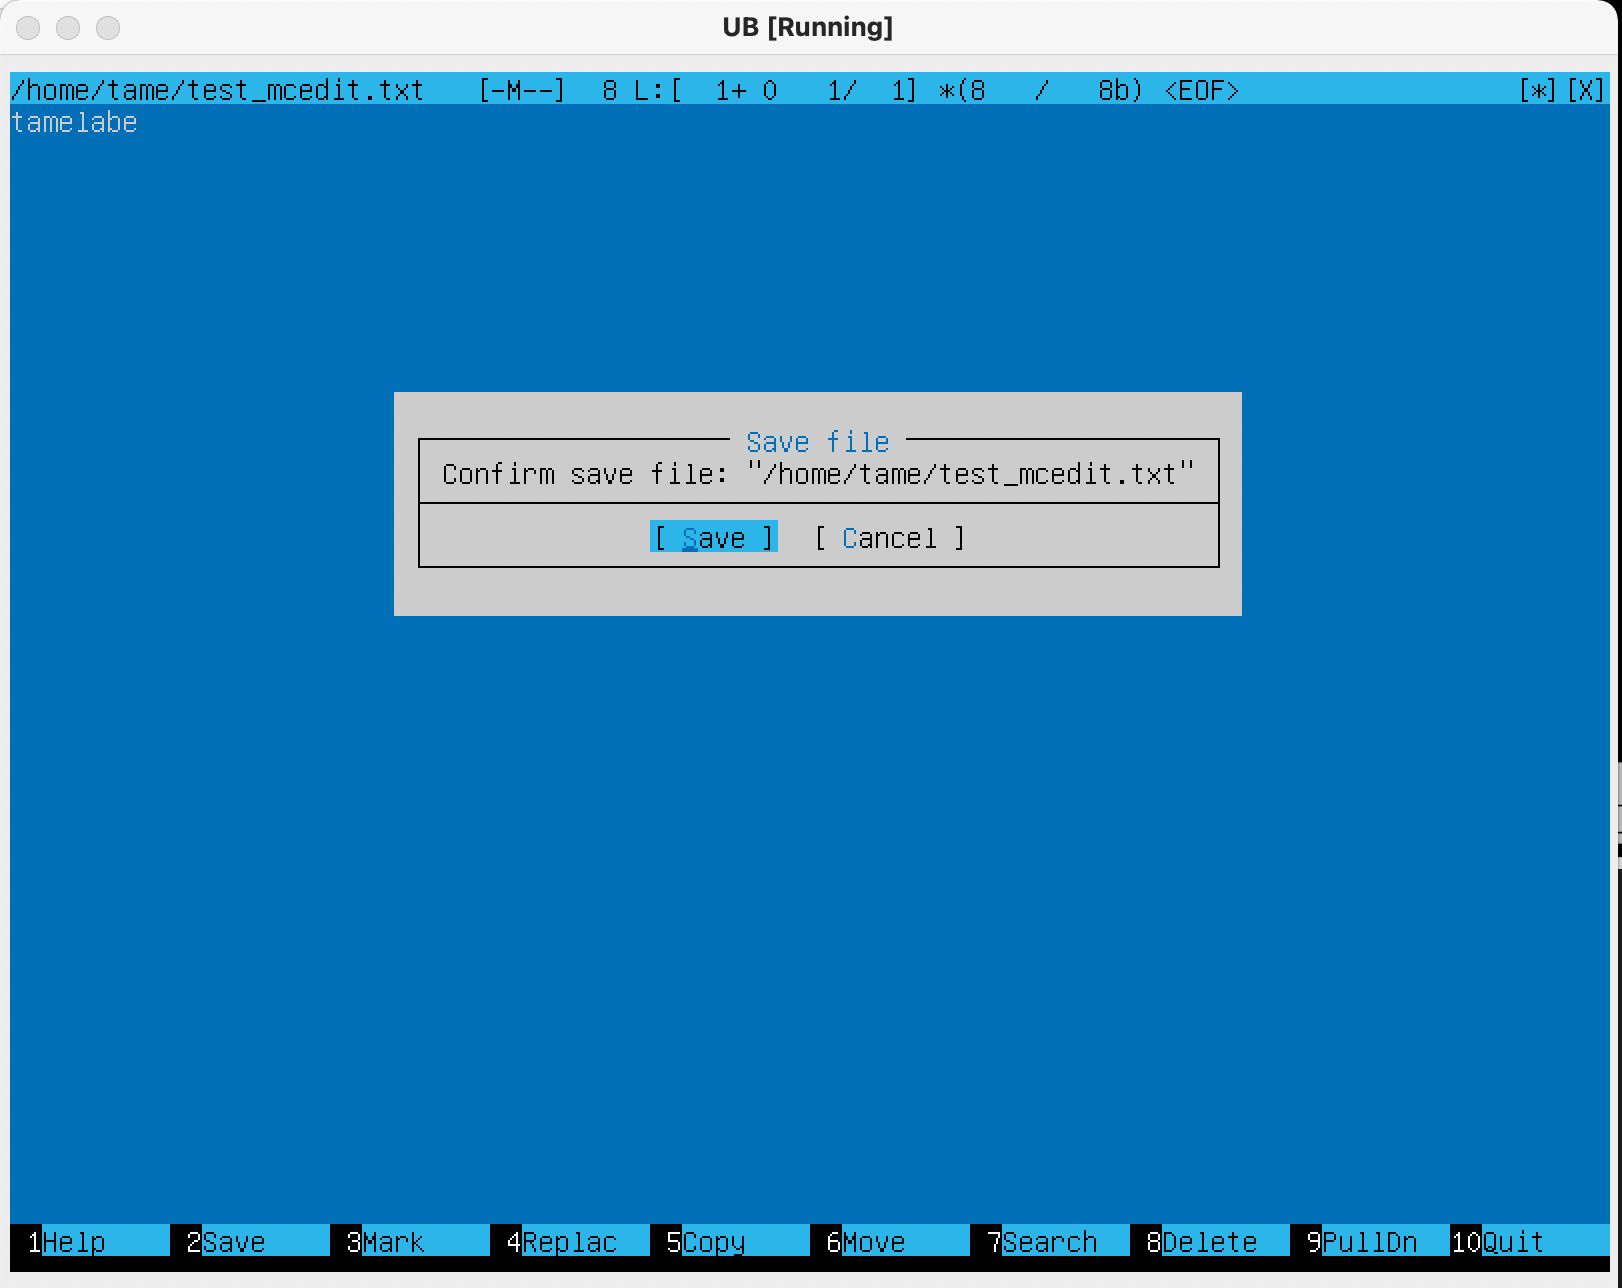 UB [Running]
/home/tame/test_mcedit.txt [-M--] 8 L:[ 1+ 0 1/ 1] *(8 / 8b) <EOF> [*][X]
tamelabe
Save file
Confirm save file: "/home/tame/test_mcedit.txt"
[ Save ] [ Cancel ]
1Help 2Save 3Mark 4Replac 5Copy 6Move 7Search 8Delete 9PullDn 10Quit